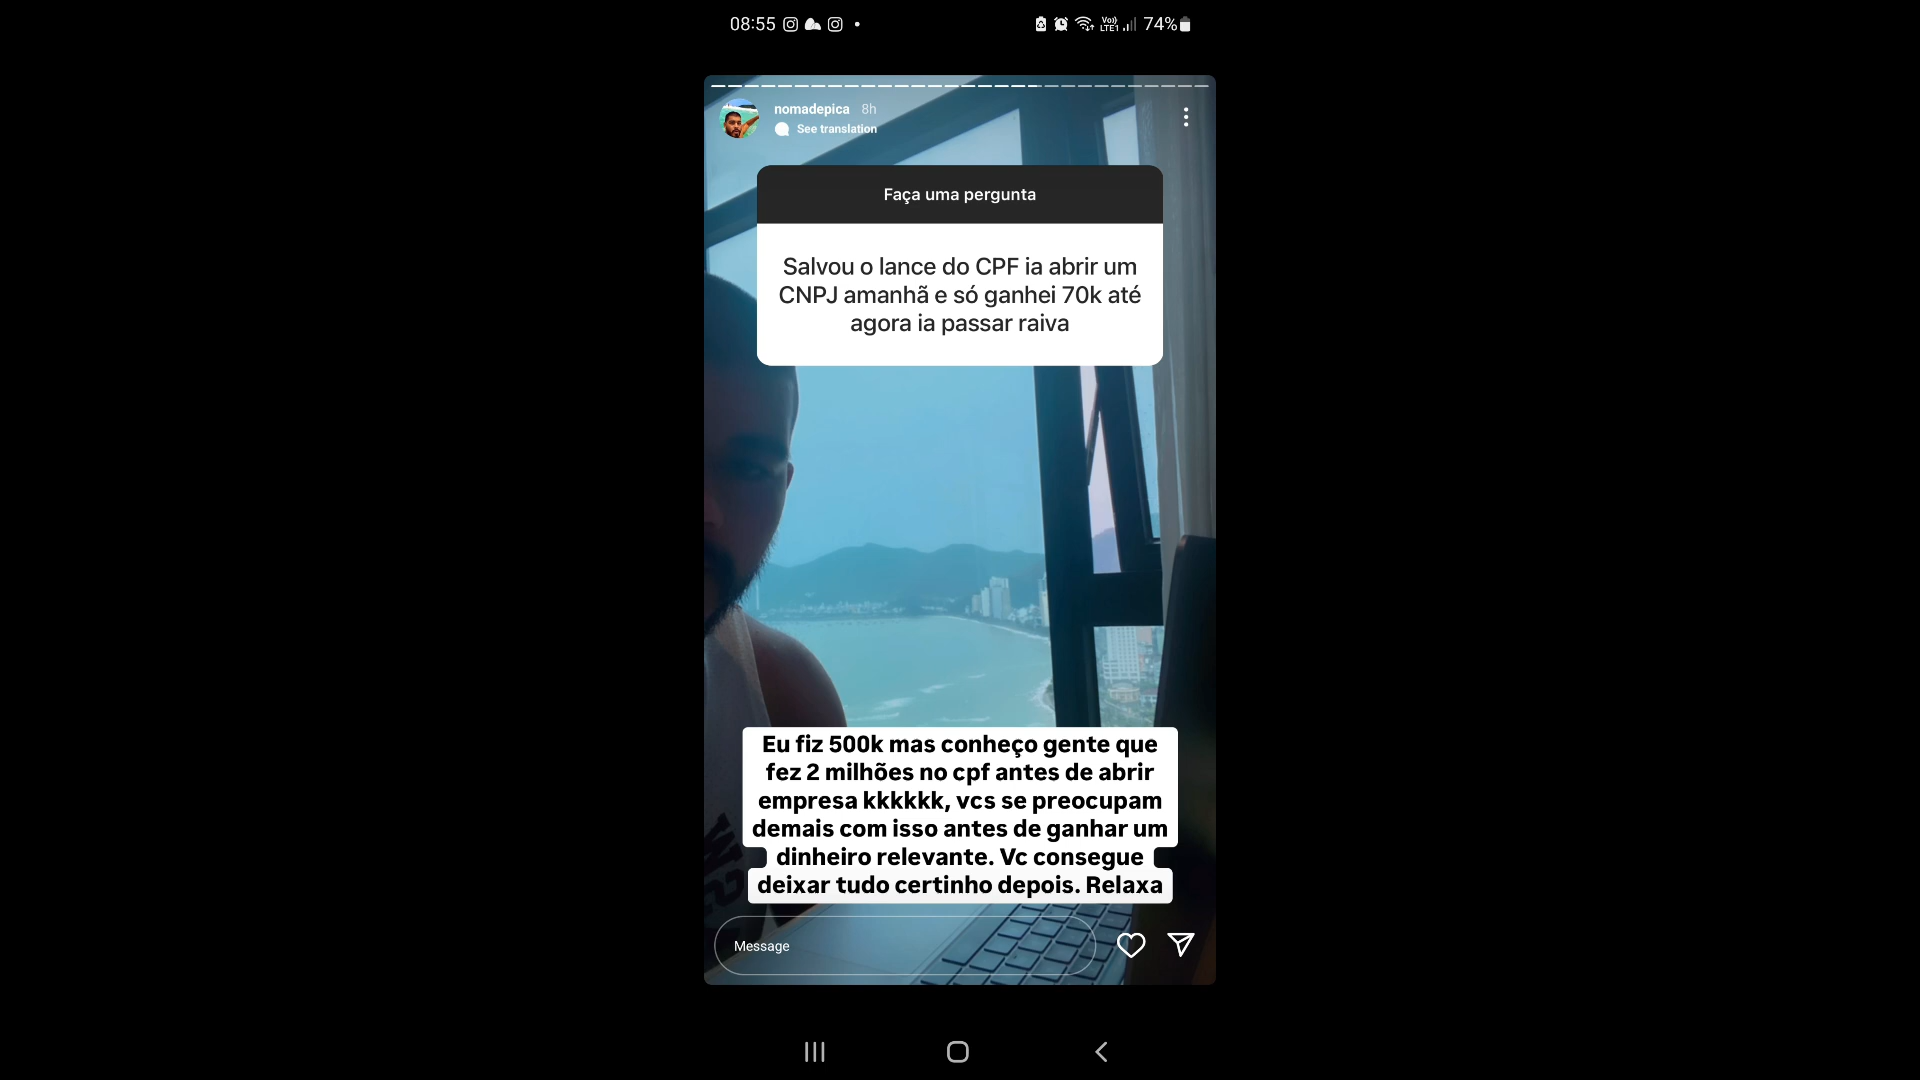 08:55
Vo))
LTE1
74%
nomadepica 8h
See translation
Faça uma pergunta
Salvou o lance do CPF ia abrir um
CNPJ amanhã e só ganhei 70k até
agora ia passar raiva
Eu fiz 500k mas conheço gente que
fez 2 milhões no cpf antes de abrir
empresa kkkkkk, vcs se preocupam
demais com isso antes de ganhar um
dinheiro relevante. Vc consegue
deixar tudo certinho depois. Relaxa
Message